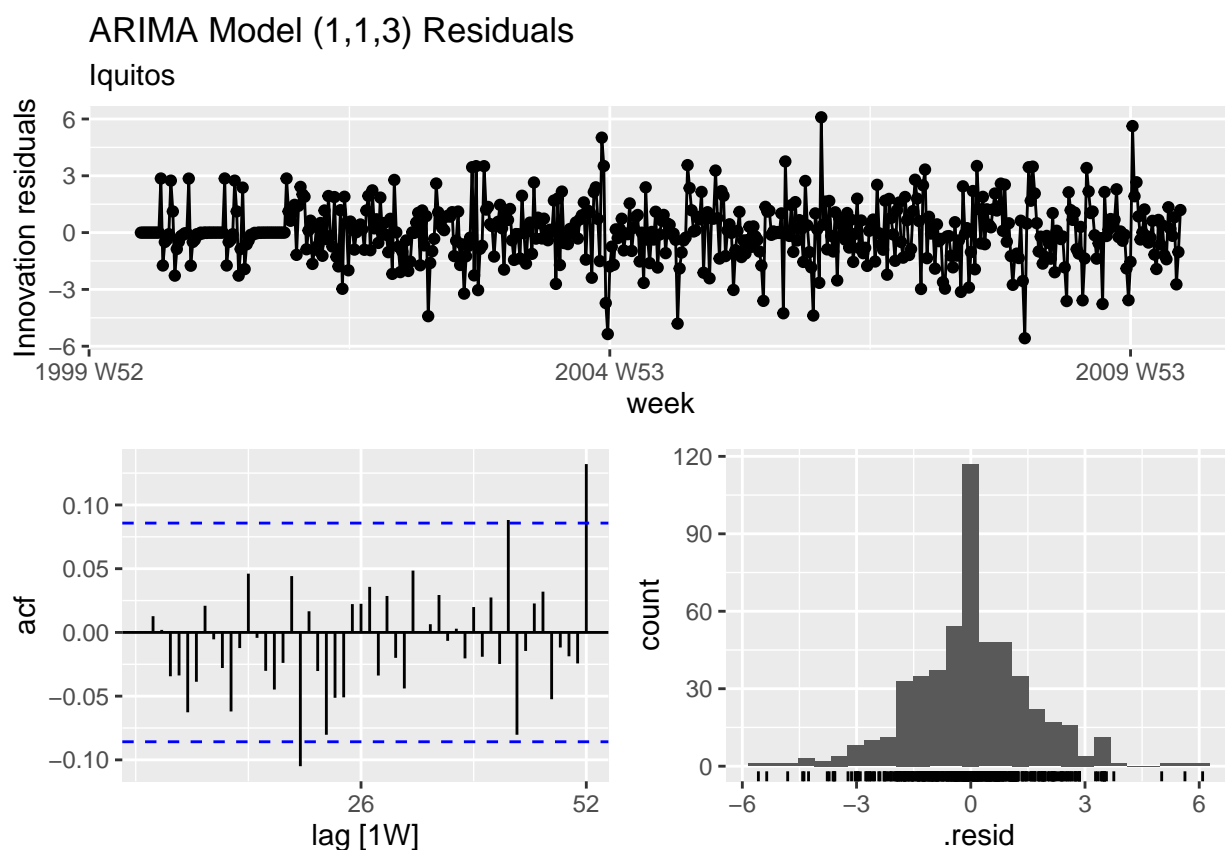 ARIMA Model (1,1,3) Residuals
Iquitos
Innovation residuals
6
3
0
−3
−6
1999 W52
2004 W53
2009 W53
week
acf
0.10
0.05
0.00
−0.05
−0.10
26
52
lag [1W]
count
120
90
60
30
0
−6
−3
0
3
6
.resid